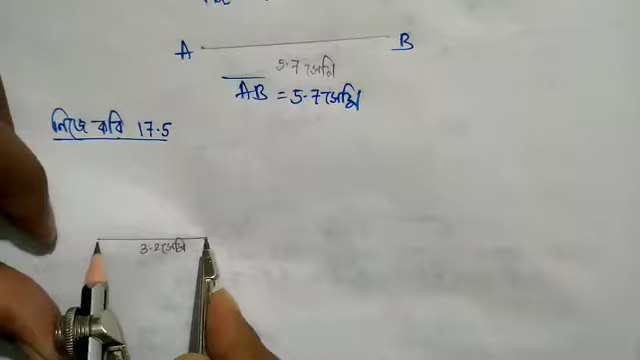 A B
5.7 সেমি
AB = 5.7 সেমি
নিজে করি 17.5
3.2 সেমি